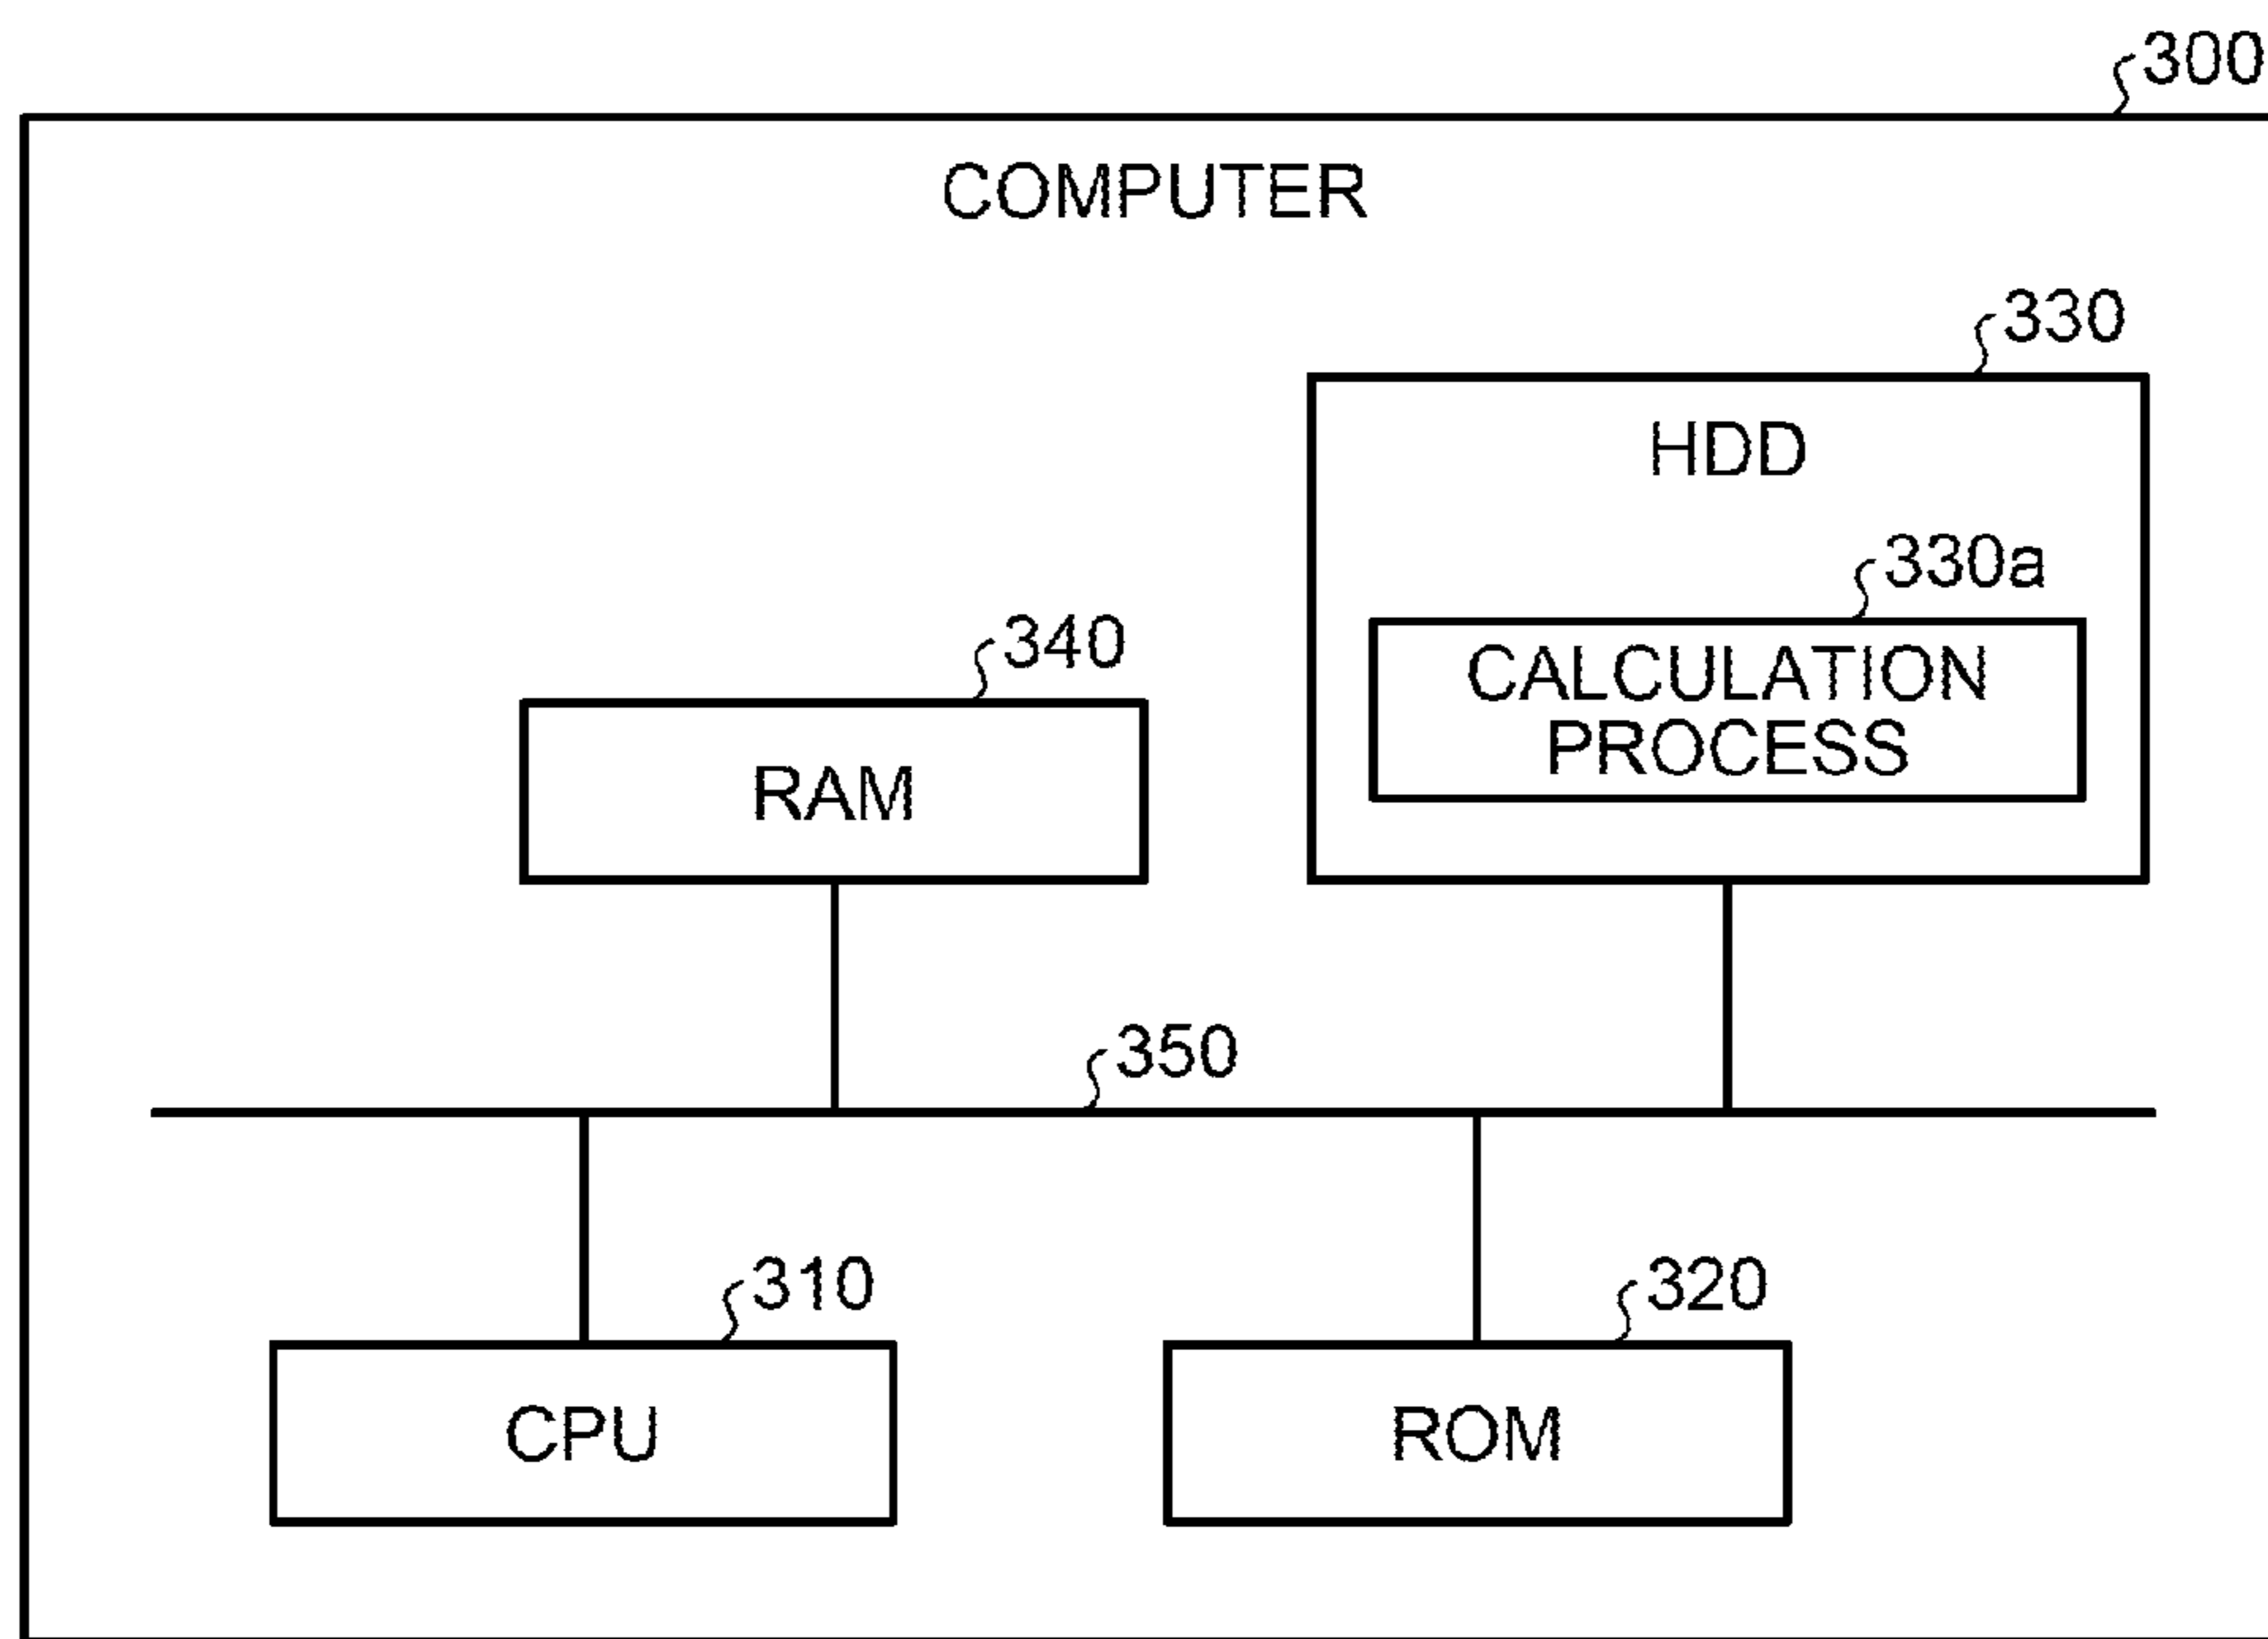 300
COMPUTER
330
HDD
330a
CALCULATION
PROCESS
340
RAM
350
310
CPU
320
ROM